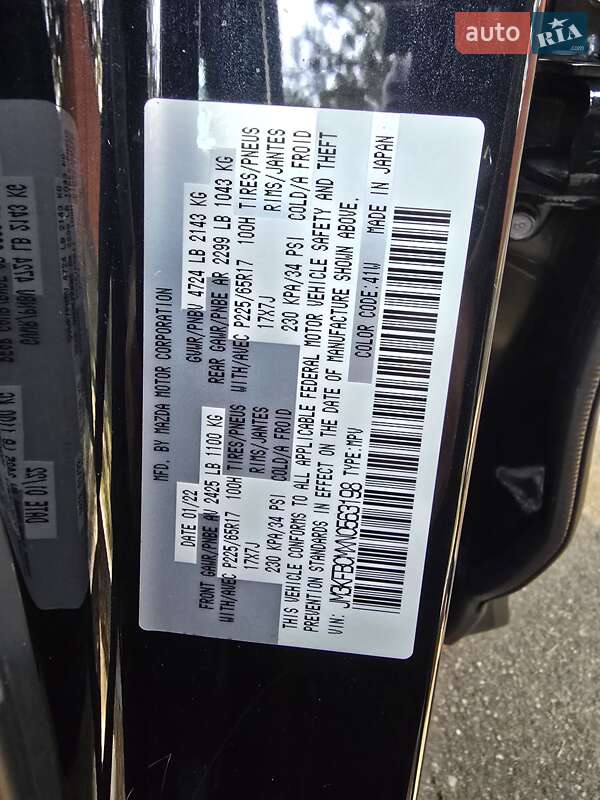 auto RIA.com
MFD. BY MAZDA MOTOR CORPORATION
DATE 01/22 GVWR/PNBV 4724 LB 2143 KG
FRONT GAWR/PNBE AV 2425 LB 1100 KG REAR GAWR/PNBE AR 2299 LB 1043 KG
WITH/AVEC P225/65R17 100H TIRES/PNEUS WITH/AVEC P225/65R17 100H TIRES/PNEUS
17X7J RIMS/JANTES 17X7J RIMS/JANTES
230 KPA/34 PSI COLD/A FROID 230 KPA/34 PSI COLD/A FROID
THIS VEHICLE CONFORMS TO ALL APPLICABLE FEDERAL MOTOR VEHICLE SAFETY AND THEFT
PREVENTION STANDARDS IN EFFECT ON THE DATE OF MANUFACTURE SHOWN ABOVE.
VIN: TYPE:MPV COLOR CODE:41W MADE IN JAPAN